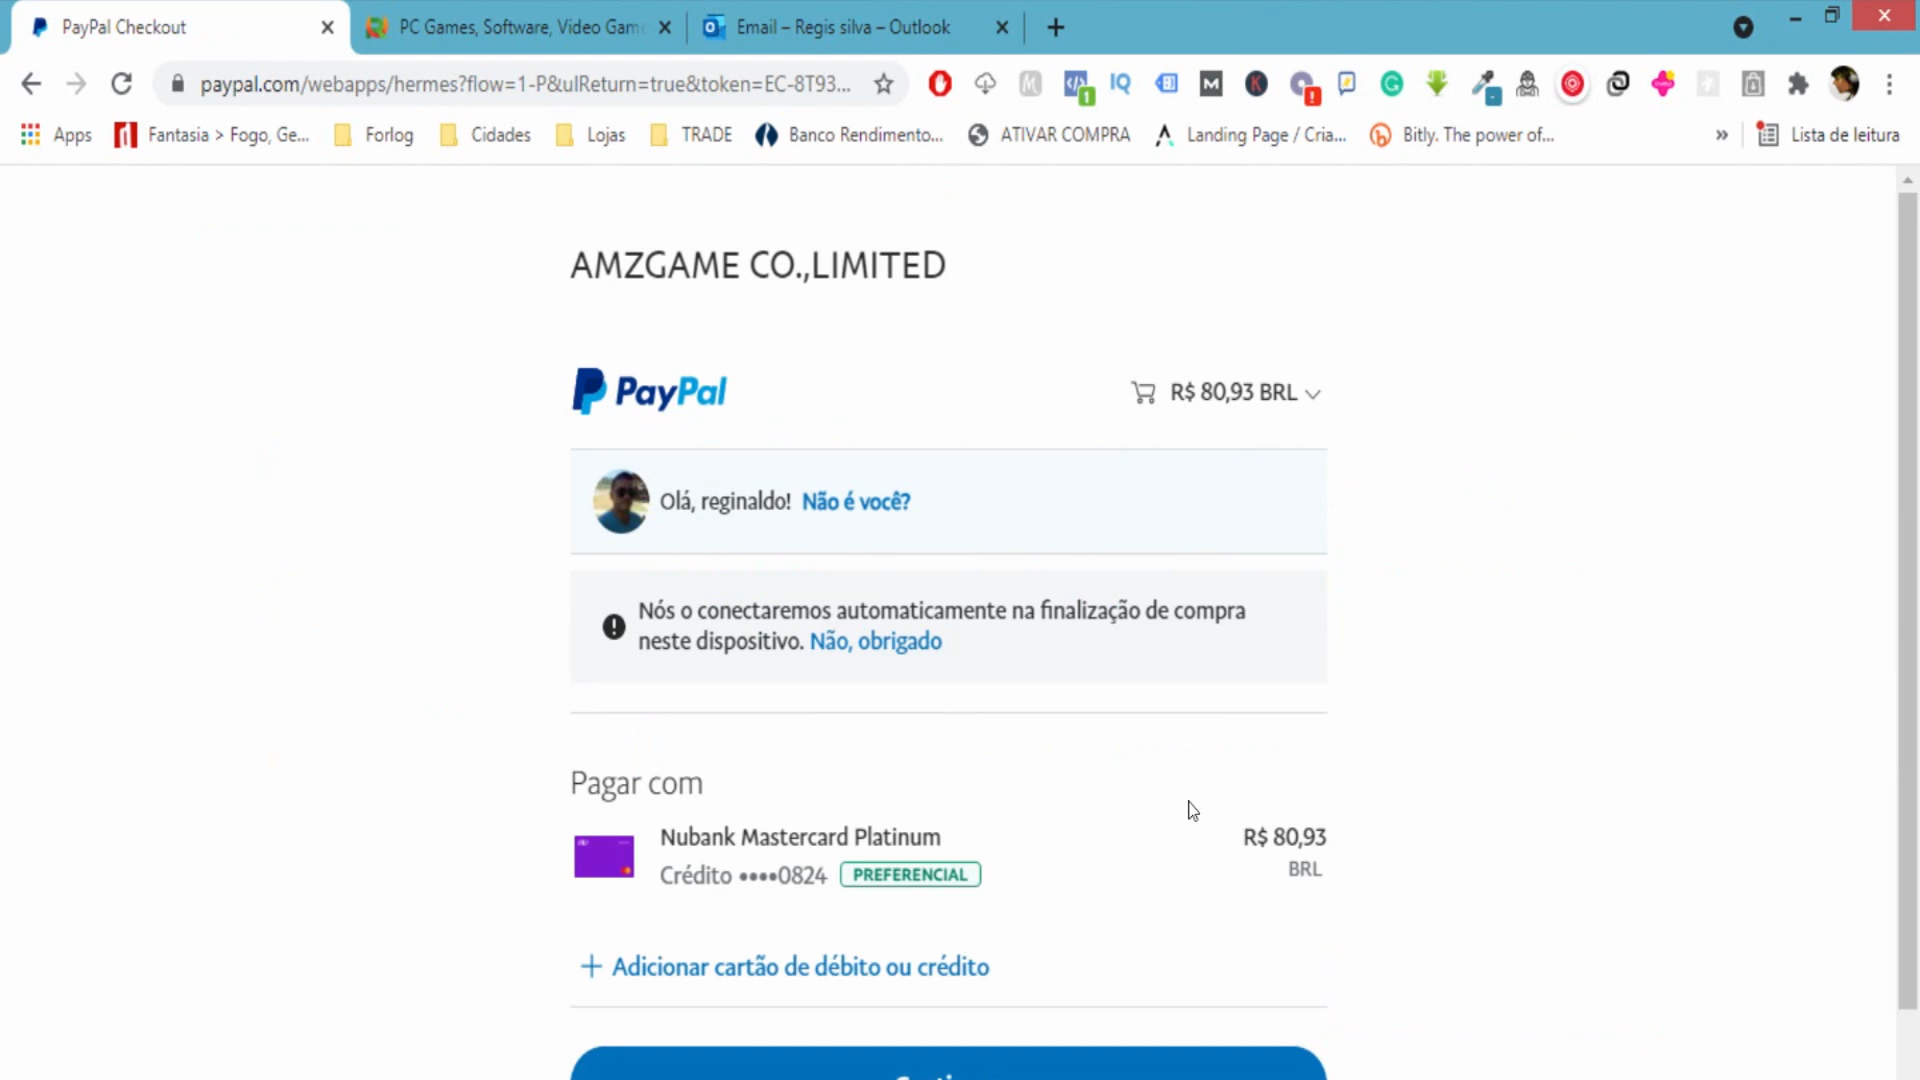 PayPal Checkout
PC Games, Software, Video Gam
Email – Regis silva – Outlook
paypal.com/webapps/hermes?flow=1-P&ulReturn=true&token=EC-8T93...
Apps
Fantasia > Fogo, Ge...
Forlog
Cidades
Lojas
TRADE
Banco Rendimento...
ATIVAR COMPRA
Landing Page / Cria...
Bitly. The power of...
»
Lista de leitura
AMZGAME CO.,LIMITED
PayPal
R$ 80,93 BRL
Olá, reginaldo! Não é você?
Nós o conectaremos automaticamente na finalização de compra
neste dispositivo. Não, obrigado
Pagar com
Nubank Mastercard Platinum
R$ 80,93
Crédito ••••0824 PREFERENCIAL
BRL
+ Adicionar cartão de débito ou crédito